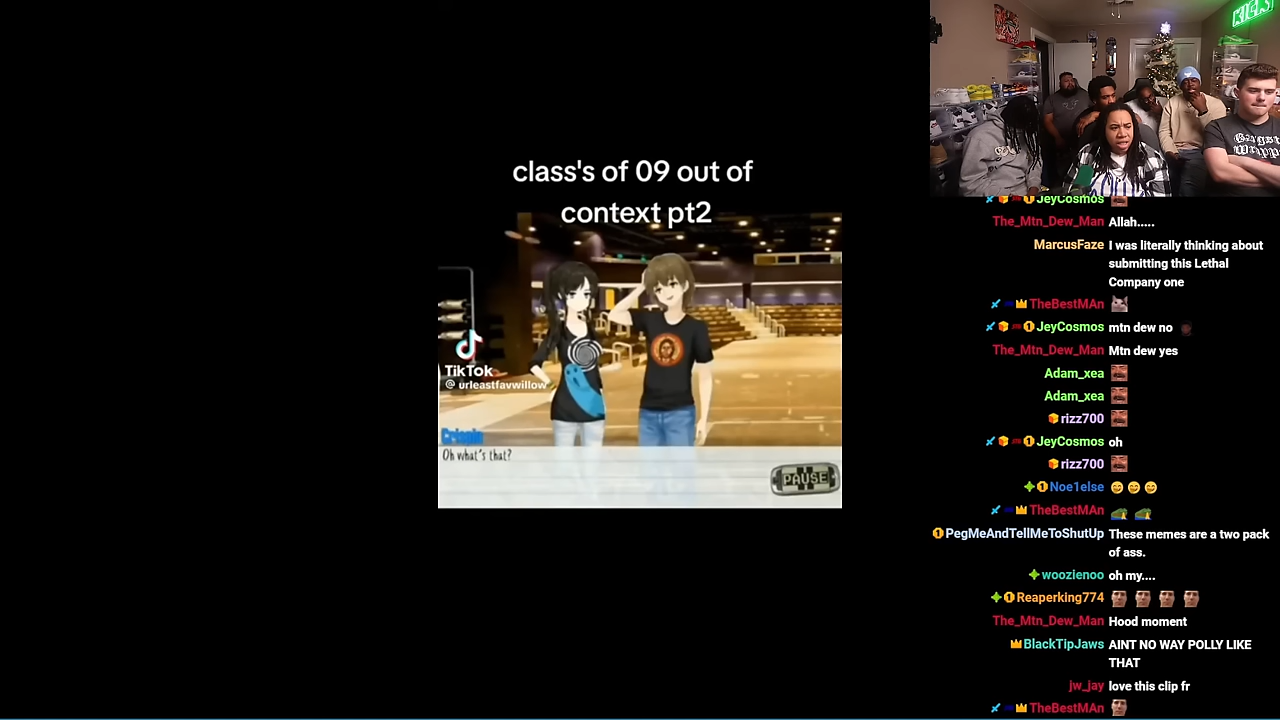 class's of 09 out of
context pt2
TikTok
@ urleastfavwillow
Crispin
Oh what's that?
PAUSE
KICK
JeyCosmos
The_Mtn_Dew_Man Allah.....
MarcusFaze I was literally thinking about
submitting this Lethal
Company one
TheBestMAn
JeyCosmos mtn dew no
The_Mtn_Dew_Man Mtn dew yes
Adam_xea
Adam_xea
rizz700
JeyCosmos oh
rizz700
Noe1else
TheBestMAn
PegMeAndTellMeToShutUp These memes are a two pack
of ass.
woozienoo oh my....
Reaperking774
The_Mtn_Dew_Man Hood moment
BlackTipJaws AINT NO WAY POLLY LIKE
THAT
jw_jay love this clip fr
TheBestMAn